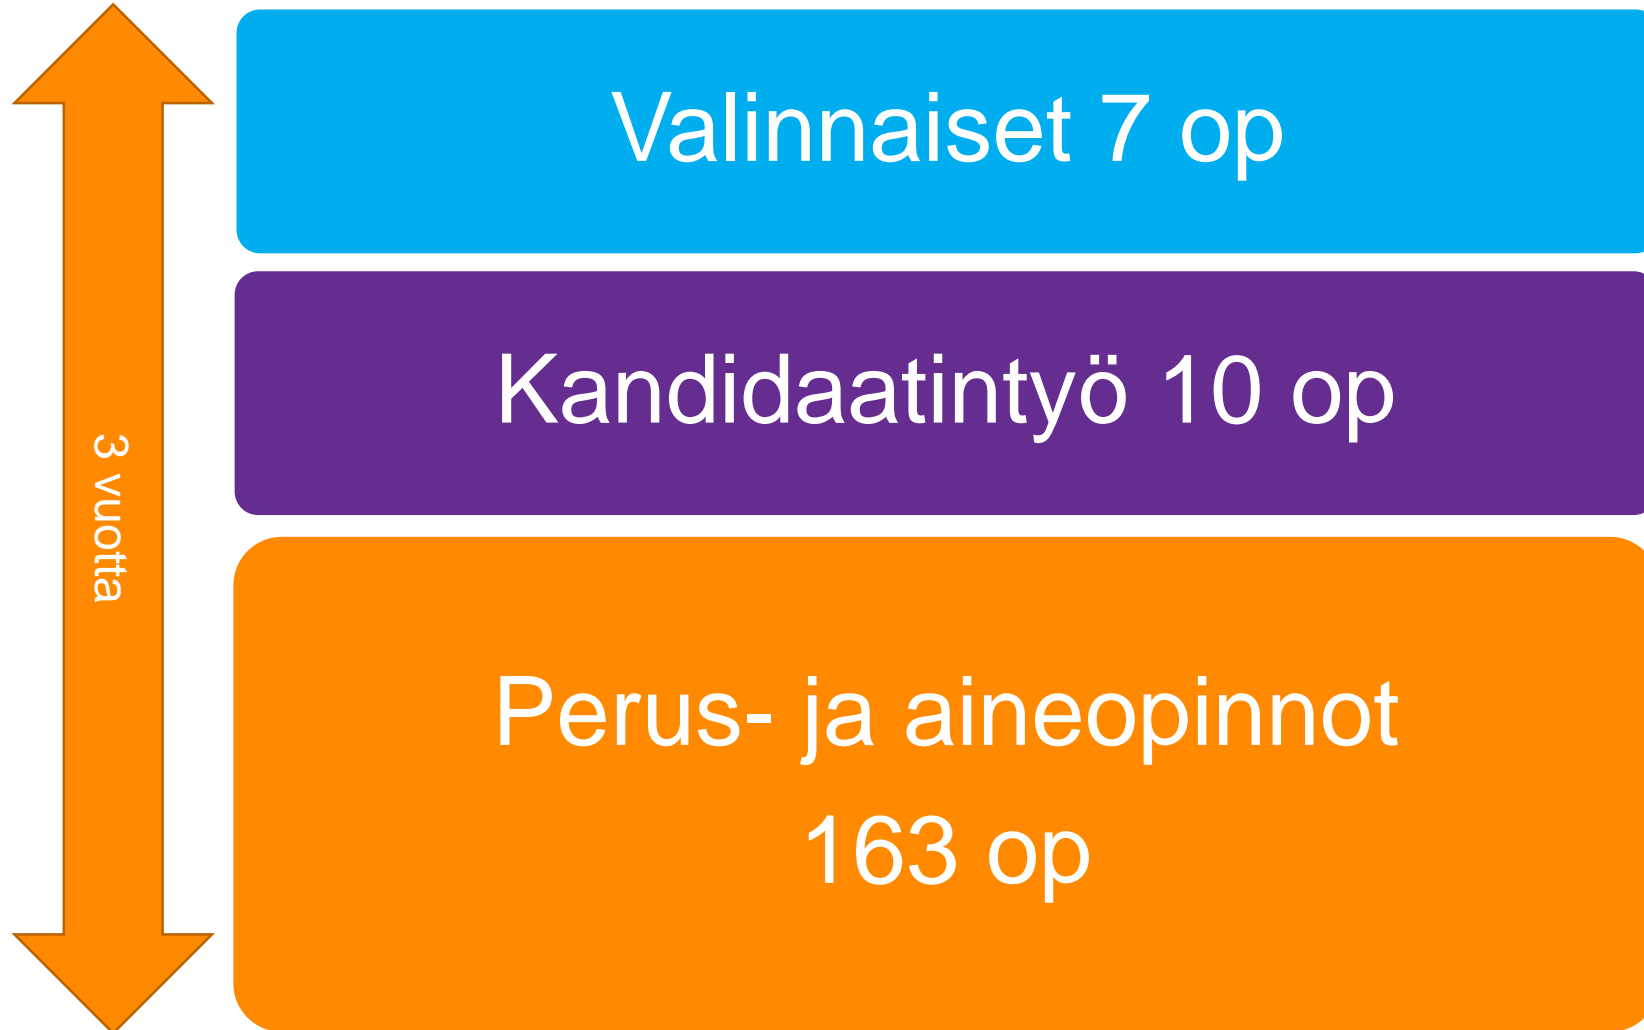 Valinnaiset 7 op
Kandidaatintyö 10 op
3 vuotta
Perus- ja aineopinnot
163 op